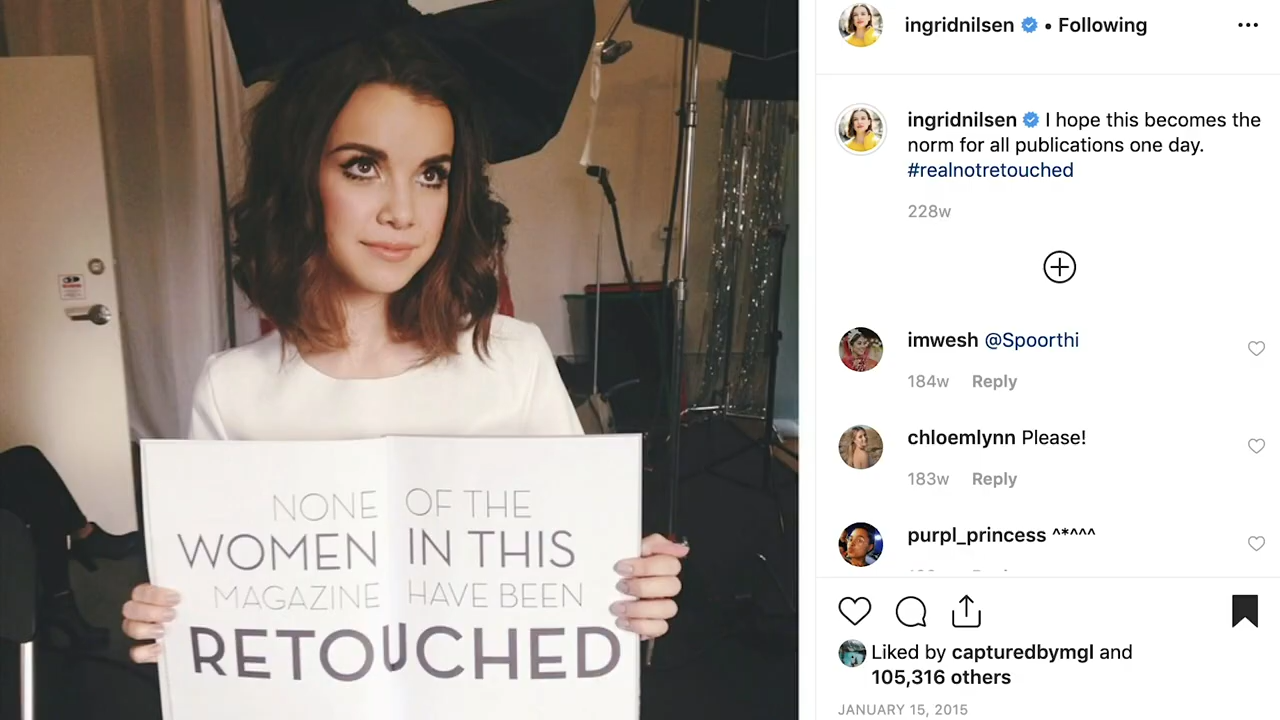 NONE OF THE
WOMEN IN THIS
MAGAZINE HAVE BEEN
RETOUCHED
ingridnilsen • Following
ingridnilsen I hope this becomes the
norm for all publications one day.
#realnotretouched
228w
imwesh @Spoorthi
184w Reply
chloemlynn Please!
183w Reply
purpl_princess ^*^^^
Liked by capturedbymgl and
105,316 others
JANUARY 15, 2015